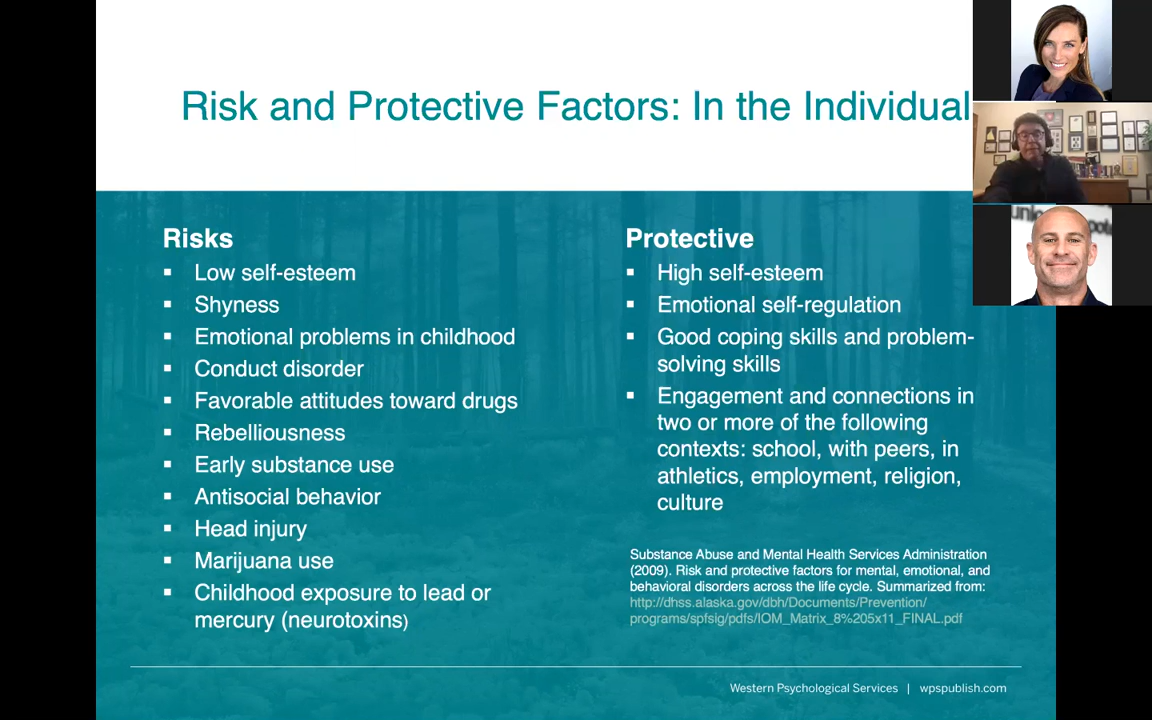 Risk and Protective Factors: In the Individual
Risks
▪ Low self-esteem
▪ Shyness
▪ Emotional problems in childhood
▪ Conduct disorder
▪ Favorable attitudes toward drugs
▪ Rebelliousness
▪ Early substance use
▪ Antisocial behavior
▪ Head injury
▪ Marijuana use
▪ Childhood exposure to lead or
mercury (neurotoxins)
Protective
▪ High self-esteem
▪ Emotional self-regulation
▪ Good coping skills and problem-
solving skills
▪ Engagement and connections in
two or more of the following
contexts: school, with peers, in
athletics, employment, religion,
culture
Substance Abuse and Mental Health Services Administration
(2009). Risk and protective factors for mental, emotional, and
behavioral disorders across the life cycle. Summarized from:
http://dhss.alaska.gov/dbh/Documents/Prevention/
programs/spfsig/pdfs/IOM_Matrix_8%205x11_FINAL.pdf
Western Psychological Services | wpspublish.com